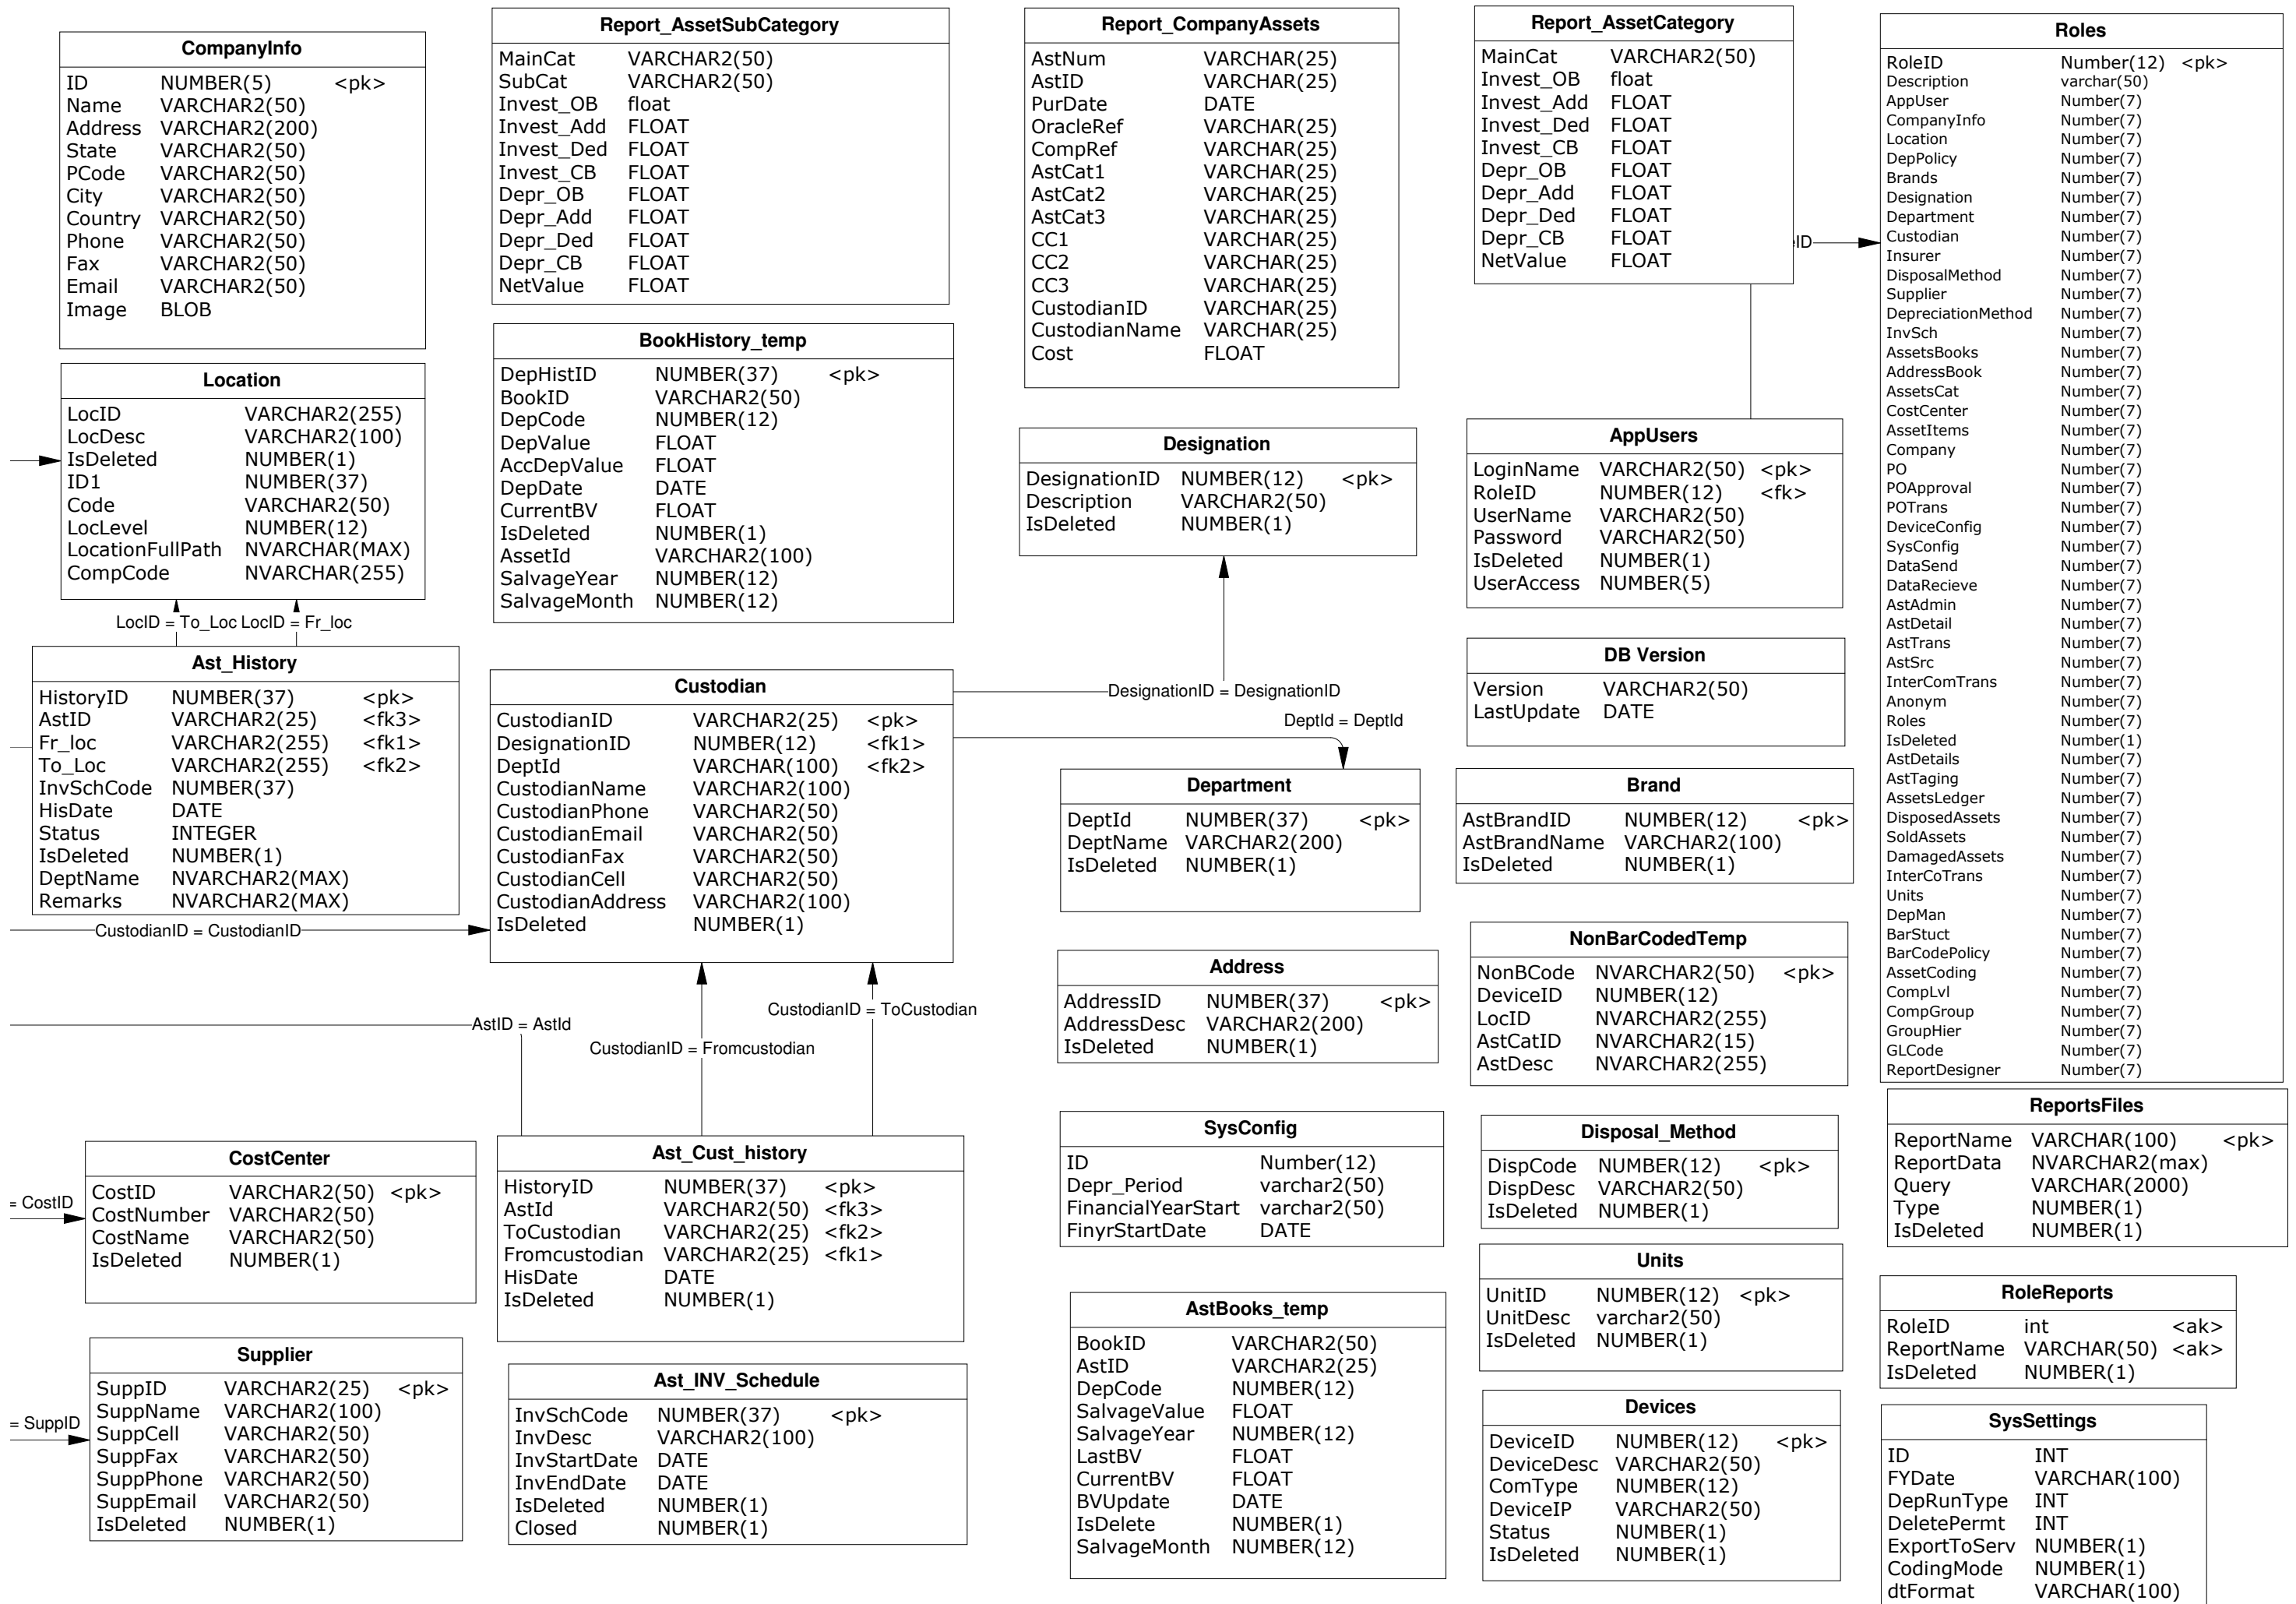 CompanyInfo
ID NUMBER(5) <pk>
Name VARCHAR2(50)
Address VARCHAR2(200)
State VARCHAR2(50)
PCode VARCHAR2(50)
City VARCHAR2(50)
Country VARCHAR2(50)
Phone VARCHAR2(50)
Fax VARCHAR2(50)
Email VARCHAR2(50)
Image BLOB
Location
LocID VARCHAR2(255)
LocDesc VARCHAR2(100)
IsDeleted NUMBER(1)
ID1 NUMBER(37)
Code VARCHAR2(50)
LocLevel NUMBER(12)
LocationFullPath NVARCHAR(MAX)
CompCode NVARCHAR(255)
LocID = To_Loc LocID = Fr_loc
Ast_History
HistoryID NUMBER(37) <pk>
AstID VARCHAR2(25) <fk3>
Fr_loc VARCHAR2(255) <fk1>
To_Loc VARCHAR2(255) <fk2>
InvSchCode NUMBER(37)
HisDate DATE
Status INTEGER
IsDeleted NUMBER(1)
DeptName NVARCHAR2(MAX)
Remarks NVARCHAR2(MAX)
CustodianID = CustodianID
AstID = AstId
= CostID
CostCenter
CostID VARCHAR2(50) <pk>
CostNumber VARCHAR2(50)
CostName VARCHAR2(50)
IsDeleted NUMBER(1)
= SuppID
Supplier
SuppID VARCHAR2(25) <pk>
SuppName VARCHAR2(100)
SuppCell VARCHAR2(50)
SuppFax VARCHAR2(50)
SuppPhone VARCHAR2(50)
SuppEmail VARCHAR2(50)
IsDeleted NUMBER(1)
Report_AssetSubCategory
MainCat VARCHAR2(50)
SubCat VARCHAR2(50)
Invest_OB float
Invest_Add FLOAT
Invest_Ded FLOAT
Invest_CB FLOAT
Depr_OB FLOAT
Depr_Add FLOAT
Depr_Ded FLOAT
Depr_CB FLOAT
NetValue FLOAT
BookHistory_temp
DepHistID NUMBER(37) <pk>
BookID VARCHAR2(50)
DepCode NUMBER(12)
DepValue FLOAT
AccDepValue FLOAT
DepDate DATE
CurrentBV FLOAT
IsDeleted NUMBER(1)
AssetId VARCHAR2(100)
SalvageYear NUMBER(12)
SalvageMonth NUMBER(12)
Custodian
CustodianID VARCHAR2(25) <pk>
DesignationID NUMBER(12) <fk1>
DeptId VARCHAR(100) <fk2>
CustodianName VARCHAR2(100)
CustodianPhone VARCHAR2(50)
CustodianEmail VARCHAR2(50)
CustodianFax VARCHAR2(50)
CustodianCell VARCHAR2(50)
CustodianAddress VARCHAR2(100)
IsDeleted NUMBER(1)
CustodianID = ToCustodian
CustodianID = Fromcustodian
Ast_Cust_history
HistoryID NUMBER(37) <pk>
AstId VARCHAR2(50) <fk3>
ToCustodian VARCHAR2(25) <fk2>
Fromcustodian VARCHAR2(25) <fk1>
HisDate DATE
IsDeleted NUMBER(1)
Ast_INV_Schedule
InvSchCode NUMBER(37) <pk>
InvDesc VARCHAR2(100)
InvStartDate DATE
InvEndDate DATE
IsDeleted NUMBER(1)
Closed NUMBER(1)
Report_CompanyAssets
AstNum VARCHAR(25)
AstID VARCHAR(25)
PurDate DATE
OracleRef VARCHAR(25)
CompRef VARCHAR(25)
AstCat1 VARCHAR(25)
AstCat2 VARCHAR(25)
AstCat3 VARCHAR(25)
CC1 VARCHAR(25)
CC2 VARCHAR(25)
CC3 VARCHAR(25)
CustodianID VARCHAR(25)
CustodianName VARCHAR(25)
Cost FLOAT
Designation
DesignationID NUMBER(12) <pk>
Description VARCHAR2(50)
IsDeleted NUMBER(1)
DesignationID = DesignationID
DeptId = DeptId
Department
DeptId NUMBER(37) <pk>
DeptName VARCHAR2(200)
IsDeleted NUMBER(1)
Address
AddressID NUMBER(37) <pk>
AddressDesc VARCHAR2(200)
IsDeleted NUMBER(1)
SysConfig
ID Number(12)
Depr_Period varchar2(50)
FinancialYearStart varchar2(50)
FinyrStartDate DATE
AstBooks_temp
BookID VARCHAR2(50)
AstID VARCHAR2(25)
DepCode NUMBER(12)
SalvageValue FLOAT
SalvageYear NUMBER(12)
LastBV FLOAT
CurrentBV FLOAT
BVUpdate DATE
IsDelete NUMBER(1)
SalvageMonth NUMBER(12)
Report_AssetCategory
MainCat VARCHAR2(50)
Invest_OB float
Invest_Add FLOAT
Invest_Ded FLOAT
Invest_CB FLOAT
Depr_OB FLOAT
Depr_Add FLOAT
Depr_Ded FLOAT
Depr_CB FLOAT
NetValue FLOAT
ID
AppUsers
LoginName VARCHAR2(50) <pk>
RoleID NUMBER(12) <fk>
UserName VARCHAR2(50)
Password VARCHAR2(50)
IsDeleted NUMBER(1)
UserAccess NUMBER(5)
DB Version
Version VARCHAR2(50)
LastUpdate DATE
Brand
AstBrandID NUMBER(12) <pk>
AstBrandName VARCHAR2(100)
IsDeleted NUMBER(1)
NonBarCodedTemp
NonBCode NVARCHAR2(50) <pk>
DeviceID NUMBER(12)
LocID NVARCHAR2(255)
AstCatID NVARCHAR2(15)
AstDesc NVARCHAR2(255)
Disposal_Method
DispCode NUMBER(12) <pk>
DispDesc VARCHAR2(50)
IsDeleted NUMBER(1)
Units
UnitID NUMBER(12) <pk>
UnitDesc varchar2(50)
IsDeleted NUMBER(1)
Devices
DeviceID NUMBER(12) <pk>
DeviceDesc VARCHAR2(50)
ComType NUMBER(12)
DeviceIP VARCHAR2(50)
Status NUMBER(1)
IsDeleted NUMBER(1)
Roles
RoleID Number(12) <pk>
Description varchar(50)
AppUser Number(7)
CompanyInfo Number(7)
Location Number(7)
DepPolicy Number(7)
Brands Number(7)
Designation Number(7)
Department Number(7)
Custodian Number(7)
Insurer Number(7)
DisposalMethod Number(7)
Supplier Number(7)
DepreciationMethod Number(7)
InvSch Number(7)
AssetsBooks Number(7)
AddressBook Number(7)
AssetsCat Number(7)
CostCenter Number(7)
AssetItems Number(7)
Company Number(7)
PO Number(7)
POApproval Number(7)
POTrans Number(7)
DeviceConfig Number(7)
SysConfig Number(7)
DataSend Number(7)
DataRecieve Number(7)
AstAdmin Number(7)
AstDetail Number(7)
AstTrans Number(7)
AstSrc Number(7)
InterComTrans Number(7)
Anonym Number(7)
Roles Number(7)
IsDeleted Number(1)
AstDetails Number(7)
AstTaging Number(7)
AssetsLedger Number(7)
DisposedAssets Number(7)
SoldAssets Number(7)
DamagedAssets Number(7)
InterCoTrans Number(7)
Units Number(7)
DepMan Number(7)
BarStuct Number(7)
BarCodePolicy Number(7)
AssetCoding Number(7)
CompLvl Number(7)
CompGroup Number(7)
GroupHier Number(7)
GLCode Number(7)
ReportDesigner Number(7)
ReportsFiles
ReportName VARCHAR(100) <pk>
ReportData NVARCHAR2(max)
Query VARCHAR(2000)
Type NUMBER(1)
IsDeleted NUMBER(1)
RoleReports
RoleID int <ak>
ReportName VARCHAR(50) <ak>
IsDeleted NUMBER(1)
SysSettings
ID INT
FYDate VARCHAR(100)
DepRunType INT
DeletePermt INT
ExportToServ NUMBER(1)
CodingMode NUMBER(1)
dtFormat VARCHAR(100)